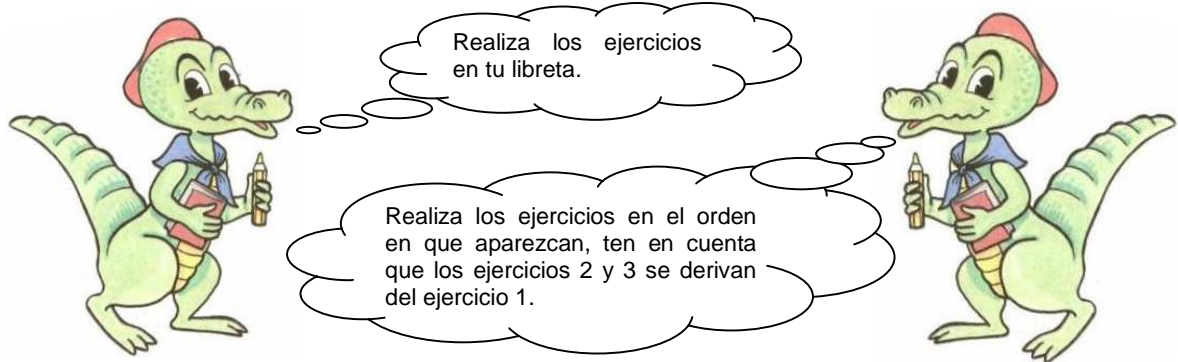 Realiza los ejercicios
en tu libreta.
Realiza los ejercicios en el orden
en que aparezcan, ten en cuenta
que los ejercicios 2 y 3 se derivan
del ejercicio 1.